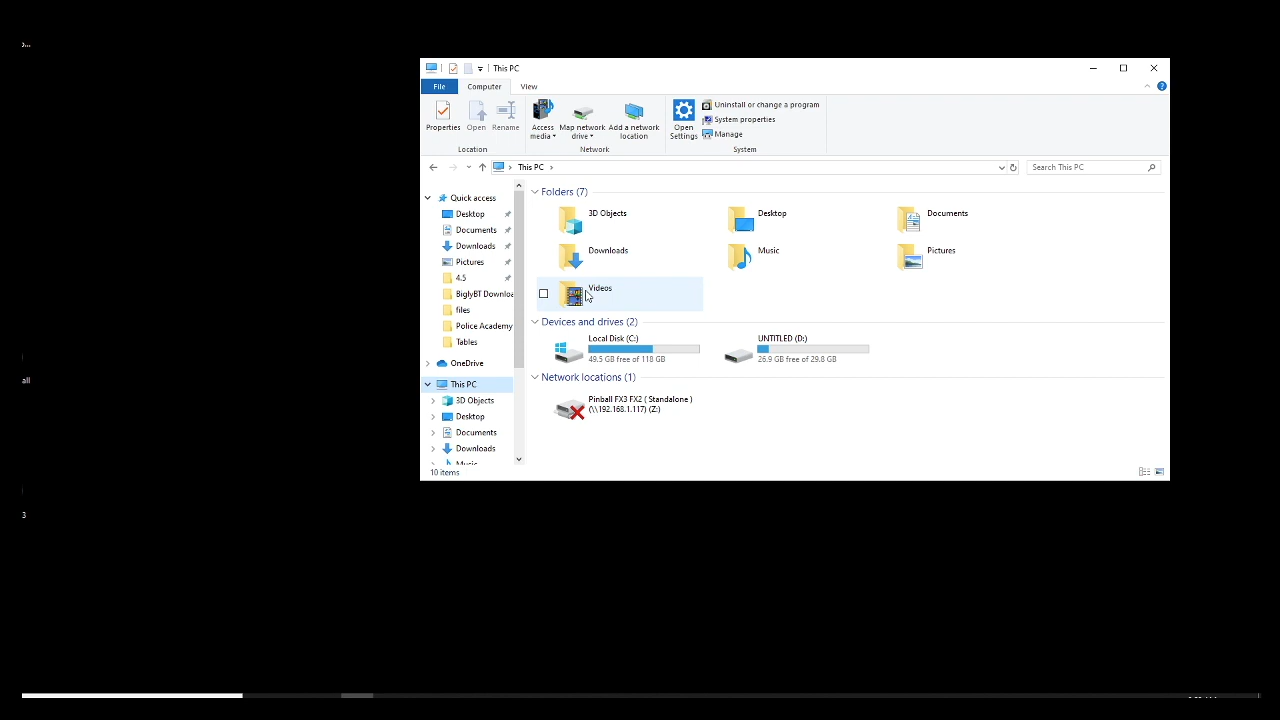 This PC
File Computer View
Properties Open Rename Access media Map network drive Add a network location Open Settings Uninstall or change a program
System properties
Manage
Location Network System
This PC
Search This PC
Quick access
Desktop
Documents
Downloads
Pictures
4.5
BiglyBT Downloa
files
Police Academy
Tables
OneDrive
This PC
3D Objects
Desktop
Documents
Downloads
Music
Folders (7)
3D Objects
Desktop
Documents
Downloads
Music
Pictures
Videos
Devices and drives (2)
Local Disk (C:)
49.5 GB free of 118 GB
UNTITLED (D:)
26.9 GB free of 29.8 GB
Network locations (1)
Pinball FX3 FX2 ( Standalone )
(\\192.168.1.117) (Z:)
10 items
all
3